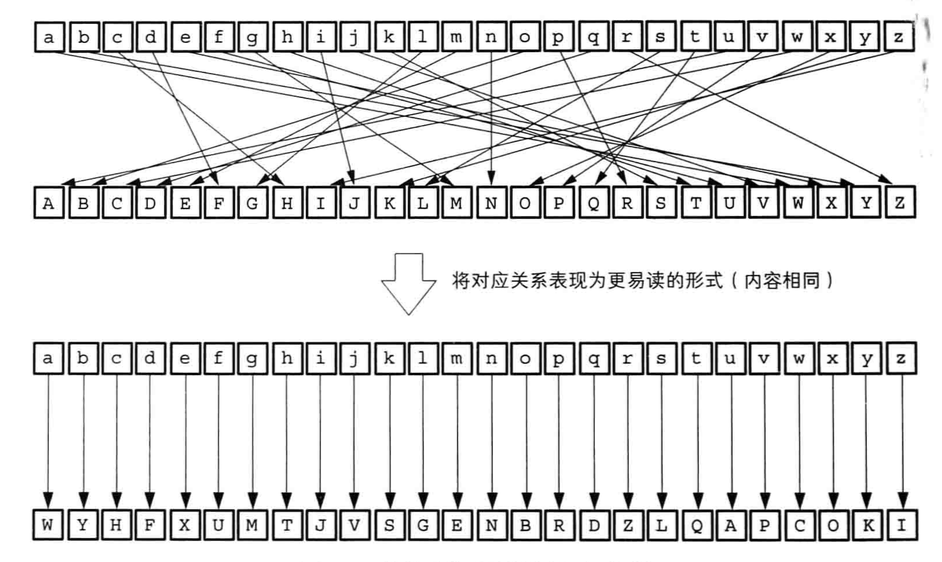 a b c d e f g h i j k l m n o p q r s t u v w x y z
A B C D E F G H I J K L M N O P Q R S T U V W X Y Z
将对应关系表现为更易读的形式（内容相同）
a b c d e f g h i j k l m n o p q r s t u v w x y z
W Y H F X U M T J V S G E N B R D Z L Q A P C O K I